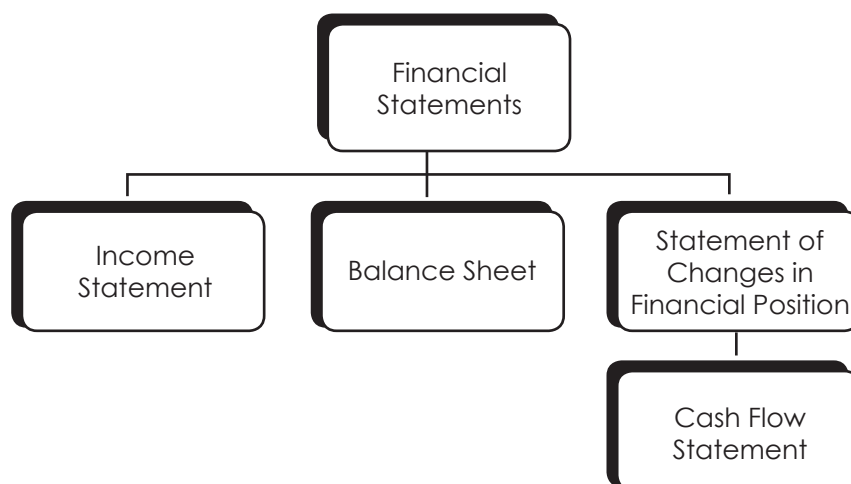 Financial
Statements
Income
Statement
Balance Sheet
Statement of
Changes in
Financial Position
Cash Flow
Statement